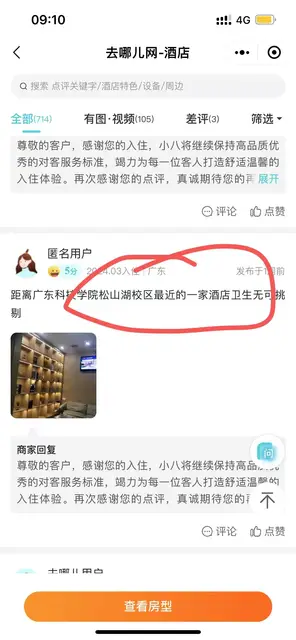 09:10
4G
去哪儿网-酒店
搜索 点评关键字/酒店特色/设备/周边
全部(714) 有图·视频(105) 差评(3) 筛选
尊敬的客户，感谢您的入住，小八将继续保持高品质优
秀的对客服务标准，竭力为每一位客人打造舒适温馨的
入住体验。再次感谢您的点评，真诚期待您的再 展开
评论 点赞
匿名用户
5分 2024.03入住 广东 发布于1周前
距离广东科技学院松山湖校区最近的一家酒店卫生无可挑
剔
商家回复
尊敬的客户，感谢您的入住，小八将继续保持高品质优
秀的对客服务标准，竭力为每一位客人打造舒适温馨的
入住体验。再次感谢您的点评，真诚期待您的再
问
评论 点赞
去哪儿用户
查看房型